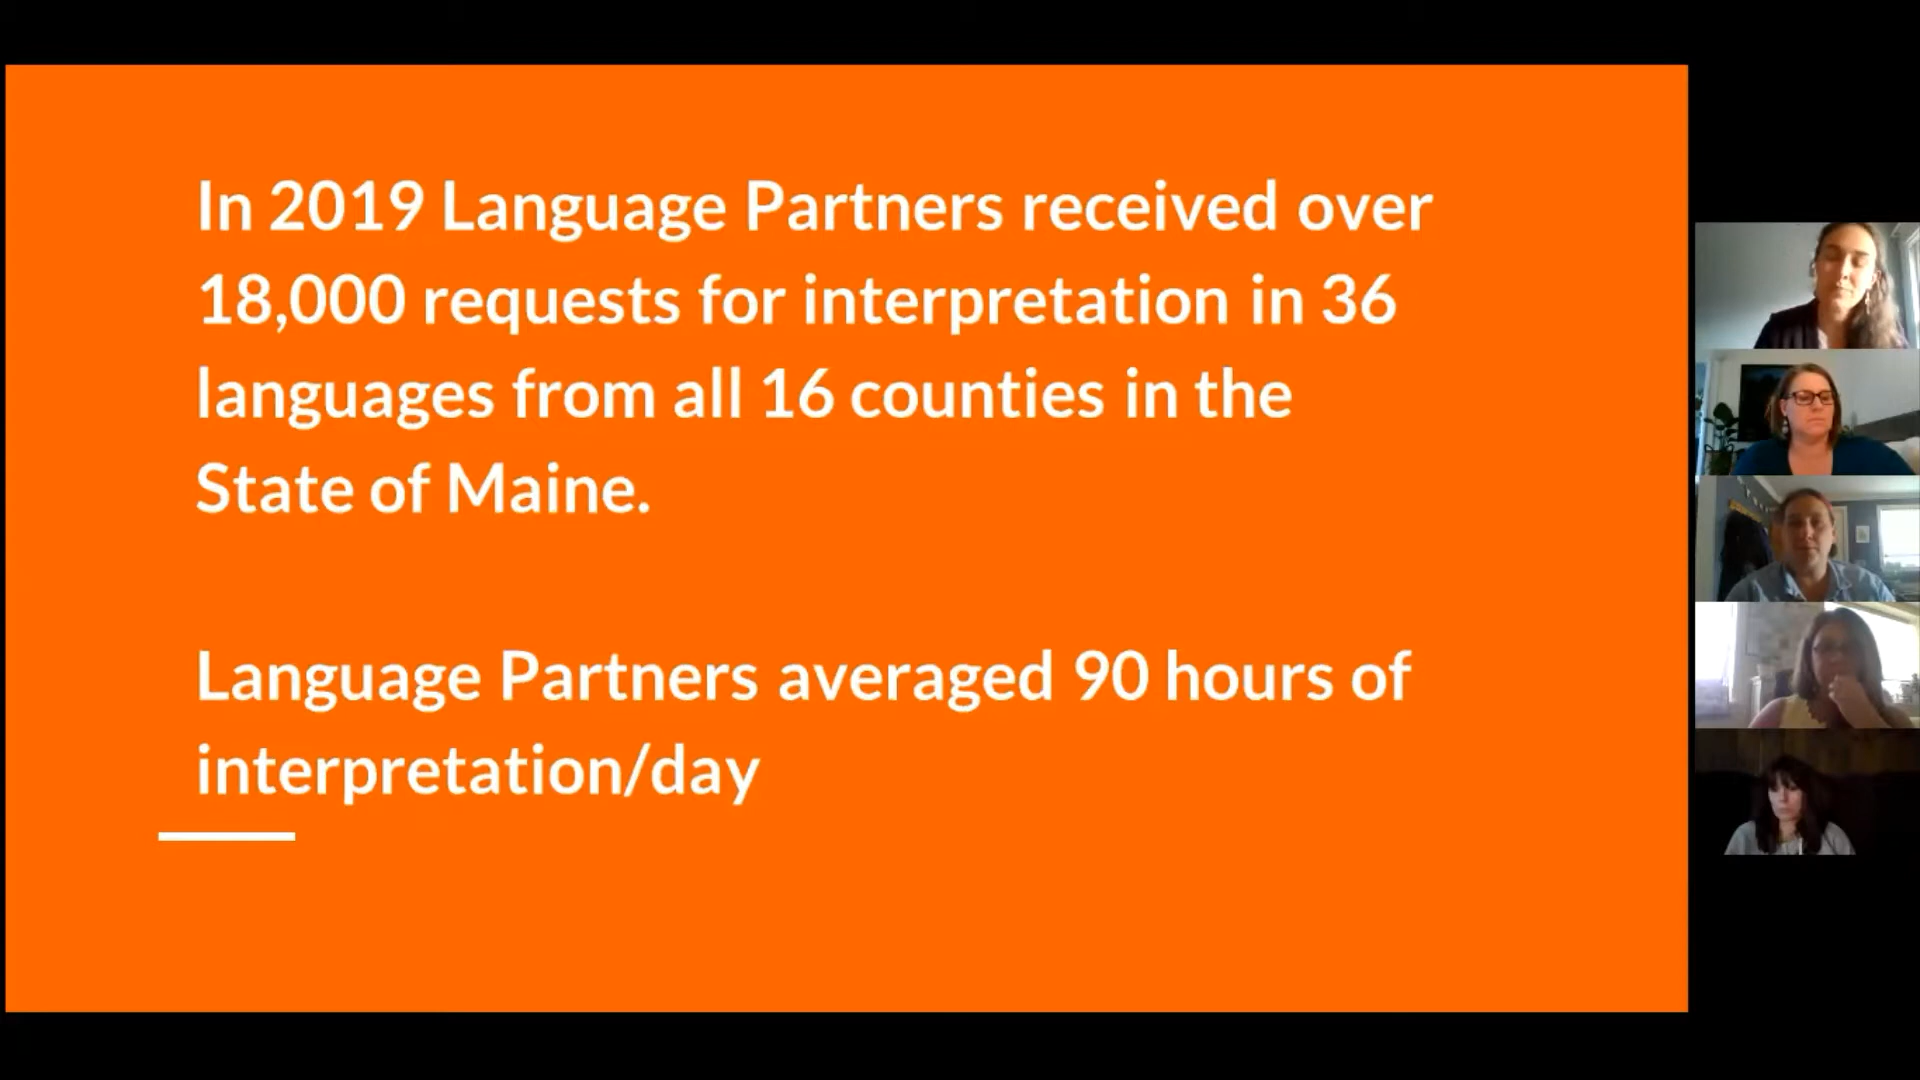 In 2019 Language Partners received over
18,000 requests for interpretation in 36
languages from all 16 counties in the
State of Maine.
Language Partners averaged 90 hours of
interpretation/day